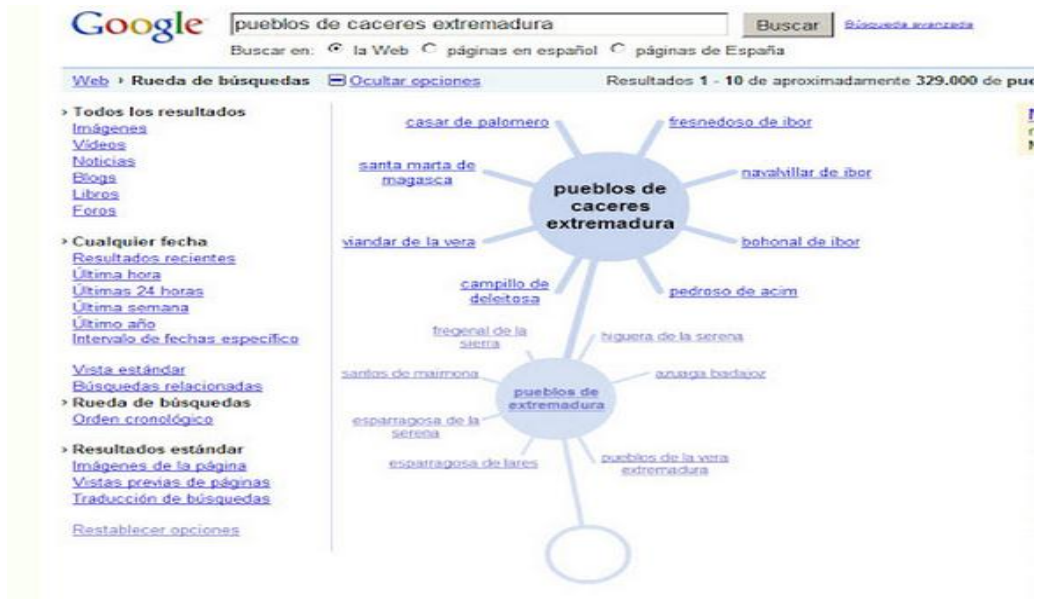 Google pueblos de caceres extremadura Buscar Búsqueda avanzada
Buscar en: la Web páginas en español páginas de España
Web › Rueda de búsquedas Ocultar opciones Resultados 1 - 10 de aproximadamente 329.000 de pue
› Todos los resultados
Imágenes
Vídeos
Noticias
Blogs
Libros
Foros
› Cualquier fecha
Resultados recientes
Última hora
Últimas 24 horas
Última semana
Último año
Intervalo de fechas específico
Vista estándar
Búsquedas relacionadas
› Rueda de búsquedas
Orden cronológico
› Resultados estándar
Imágenes de la página
Vistas previas de páginas
Traducción de búsquedas
Restablecer opciones
casar de palomero
fresnedoso de ibor
santa marta de
magasca
navalvillar de ibor
pueblos de
caceres
extremadura
viandar de la vera
bohonal de ibor
campillo de
deleitosa
pedroso de acim
fregenal de la
sierra
higuera de la serena
santos de maimona
azuaga badajoz
pueblos de
extremadura
esparragosa de la
serena
esparragosa de lares
pueblos de la vera
extremadura